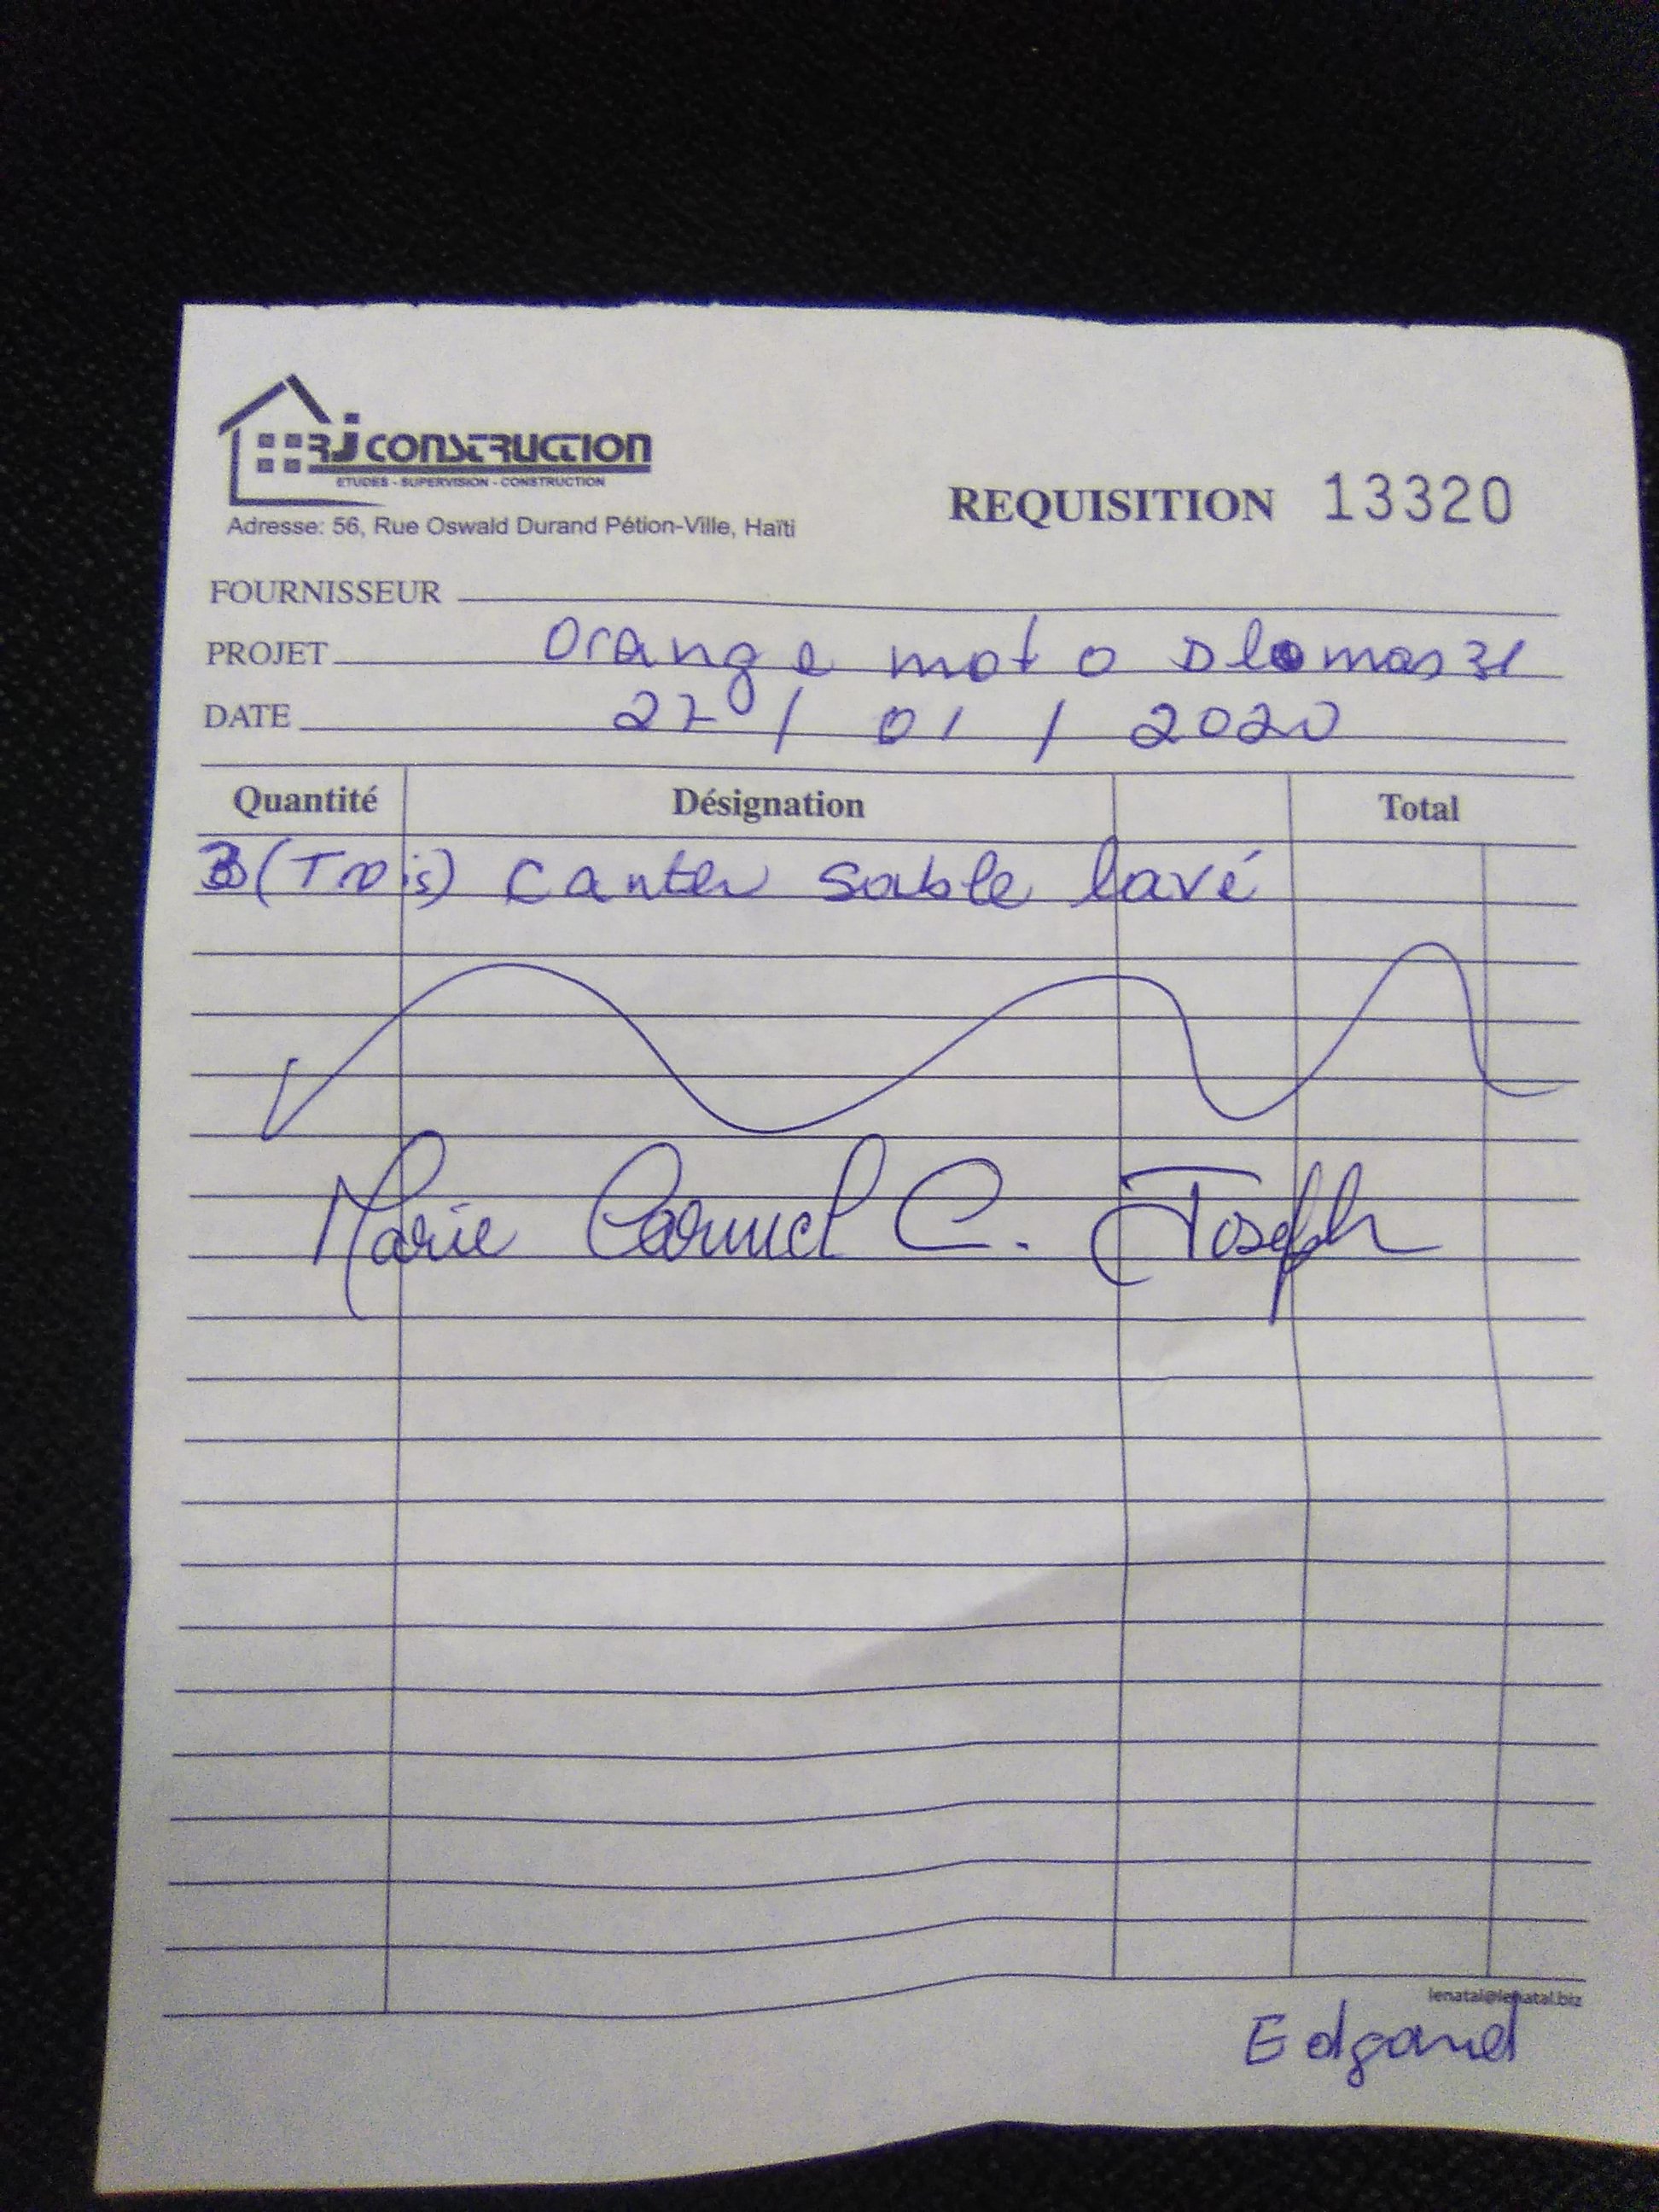 RJ CONSTRUCTION
ETUDES - SUPERVISION - CONSTRUCTION
Adresse: 56, Rue Oswald Durand Pétion-Ville, Haïti
REQUISITION 13320
FOURNISSEUR
PROJET Orange moto Delmas 31
DATE 27/01/2020
Quantité Désignation Total
3 (Trois) canter sable lavé
Marie Carmel C. Joseph
lenatal@lenatal.biz
Edgard